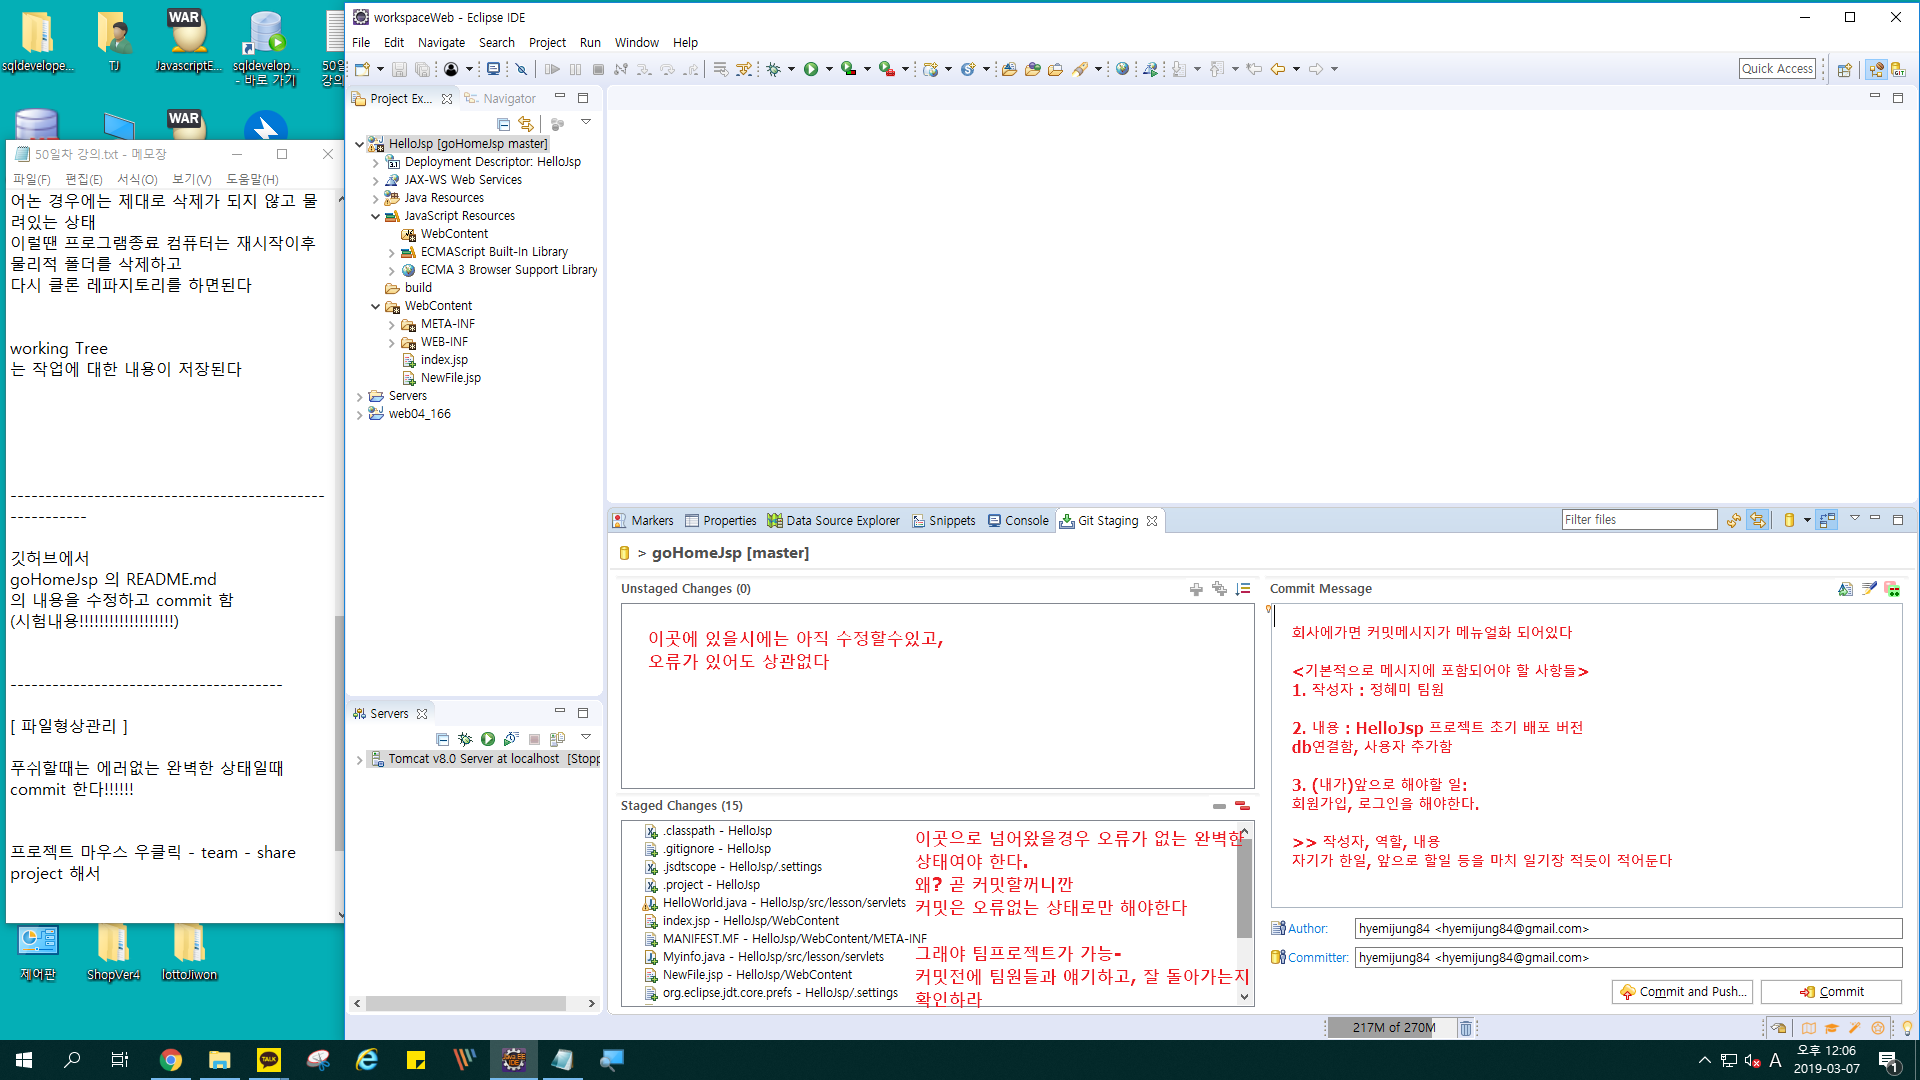 sqldevelope...
TJ
WAR
JavascriptE...
sqldevelop...
- 바로 가기
WAR
50일차 강의.txt - 메모장
파일(F) 편집(E) 서식(O) 보기(V) 도움말(H)
어논 경우에는 제대로 삭제가 되지 않고 물
려있는 상태
이럴땐 프로그램종료 컴퓨터는 재시작이후
물리적 폴더를 삭제하고
다시 클론 레파지토리를 하면된다
working Tree
는 작업에 대한 내용이 저장된다
---------------------------------------------
-----------
깃허브에서
goHomeJsp 의 README.md
의 내용을 수정하고 commit 함
(시험내용!!!!!!!!!!!!!!!!!!!)
---------------------------------------
[ 파일형상관리 ]
푸쉬할때는 에러없는 완벽한 상태일때
commit 한다!!!!!!
프로젝트 마우스 우클릭 - team - share
project 해서
제어판
ShopVer4
lottoJiwon
workspaceWeb - Eclipse IDE
File Edit Navigate Search Project Run Window Help
Quick Access
Project Ex... Navigator
HelloJsp [goHomeJsp master]
Deployment Descriptor: HelloJsp
JAX-WS Web Services
Java Resources
JavaScript Resources
WebContent
ECMAScript Built-In Library
ECMA 3 Browser Support Library
build
WebContent
META-INF
WEB-INF
index.jsp
NewFile.jsp
Servers
web04_166
Servers
Tomcat v8.0 Server at localhost [Stopp
Markers Properties Data Source Explorer Snippets Console Git Staging
Filter files
> goHomeJsp [master]
Unstaged Changes (0)
이곳에 있을시에는 아직 수정할수있고,
오류가 있어도 상관없다
Staged Changes (15)
.classpath - HelloJsp
.gitignore - HelloJsp
.jsdtscope - HelloJsp/.settings
.project - HelloJsp
HelloWorld.java - HelloJsp/src/lesson/servlets
index.jsp - HelloJsp/WebContent
MANIFEST.MF - HelloJsp/WebContent/META-INF
Myinfo.java - HelloJsp/src/lesson/servlets
NewFile.jsp - HelloJsp/WebContent
org.eclipse.jdt.core.prefs - HelloJsp/.settings
이곳으로 넘어왔을경우 오류가 없는 완벽한
상태여야 한다.
왜? 곧 커밋할꺼니깐
커밋은 오류없는 상태로만 해야한다
그래야 팀프로젝트가 가능-
커밋전에 팀원들과 얘기하고, 잘 돌아가는지
확인하라
Commit Message
회사에가면 커밋메시지가 메뉴얼화 되어있다
<기본적으로 메시지에 포함되어야 할 사항들>
1. 작성자 : 정혜미 팀원
2. 내용 : HelloJsp 프로젝트 초기 배포 버전
db연결함, 사용자 추가함
3. (내가)앞으로 해야할 일:
회원가입, 로그인을 해야한다.
>> 작성자, 역할, 내용
자기가 한일, 앞으로 할일 등을 마치 일기장 적듯이 적어둔다
Author: hyemijung84 <hyemijung84@gmail.com>
Committer: hyemijung84 <hyemijung84@gmail.com>
Commit and Push... Commit
217M of 270M
TALK
A
오후 12:06
2019-03-07
1